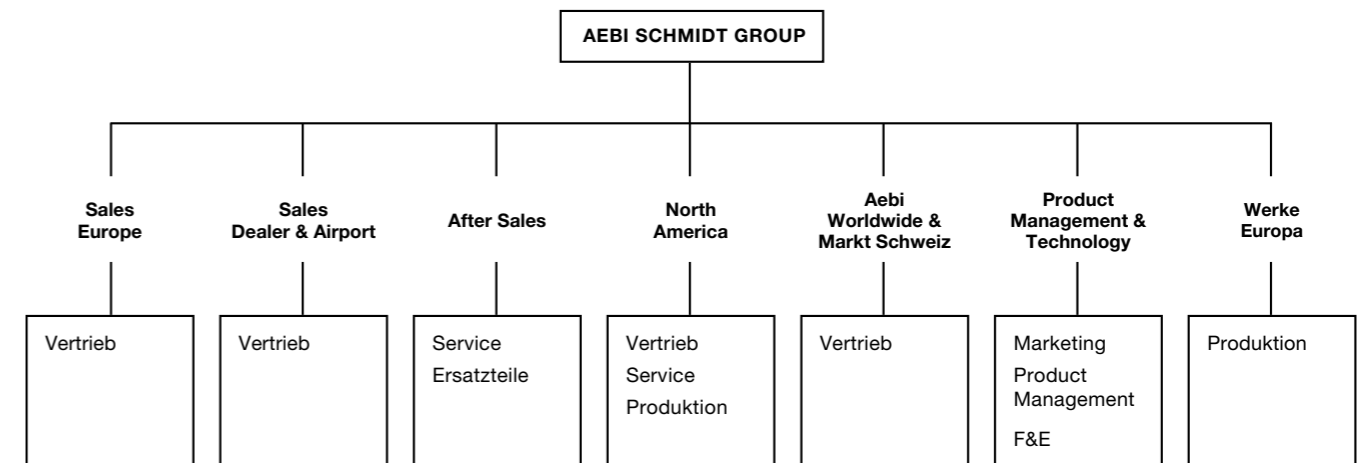 AEBI SCHMIDT GROUP
Sales
Europe
Sales
Dealer & Airport
After Sales
North
America
Aebi
Worldwide &
Markt Schweiz
Product
Management &
Technology
Werke
Europa
Vertrieb
Vertrieb
Service
Ersatzteile
Vertrieb
Service
Produktion
Vertrieb
Marketing
Product
Management
F&E
Produktion